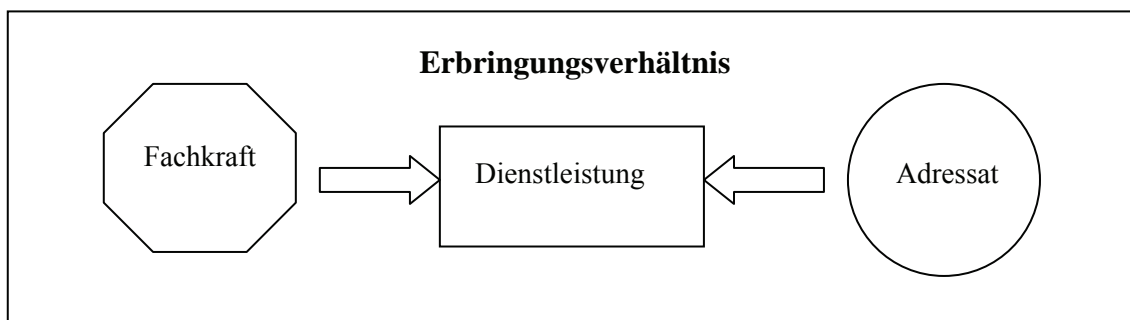 Erbringungsverhältnis
Fachkraft
Dienstleistung
Adressat